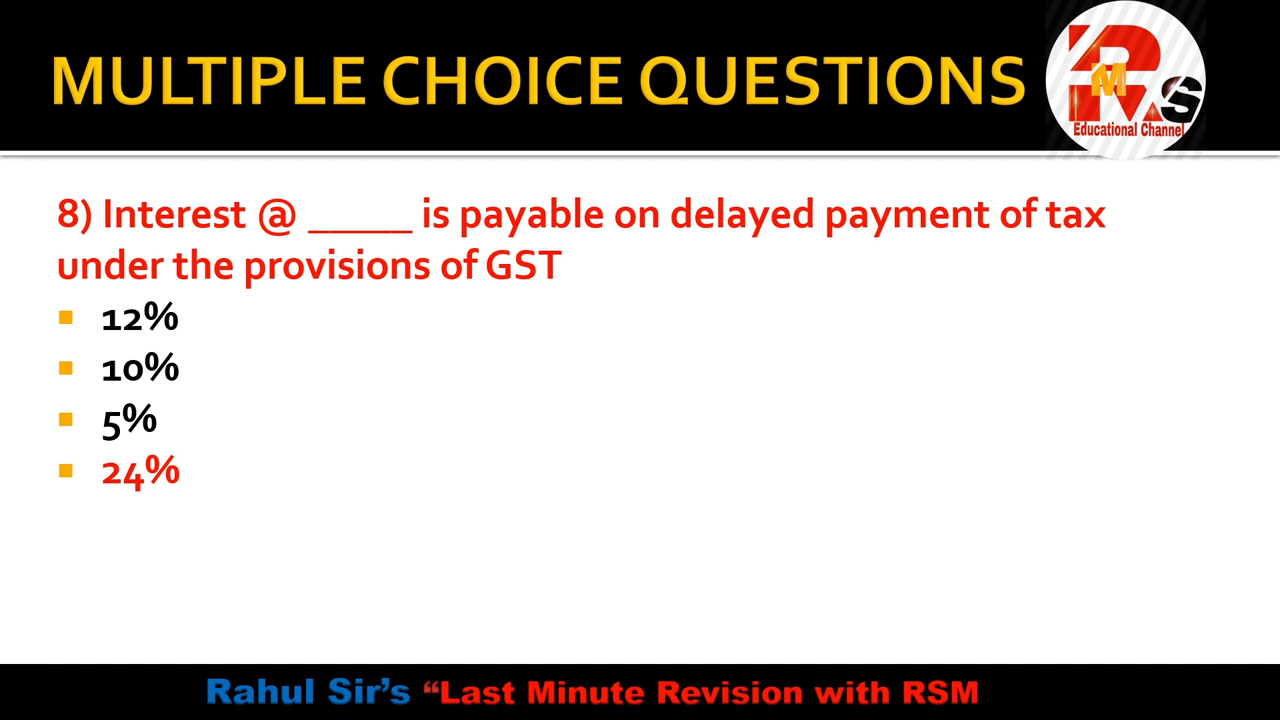 MULTIPLE CHOICE QUESTIONS
RMS
Educational Channel
8) Interest @ _____ is payable on delayed payment of tax
under the provisions of GST
12%
10%
5%
24%
Rahul Sir's “Last Minute Revision with RSM